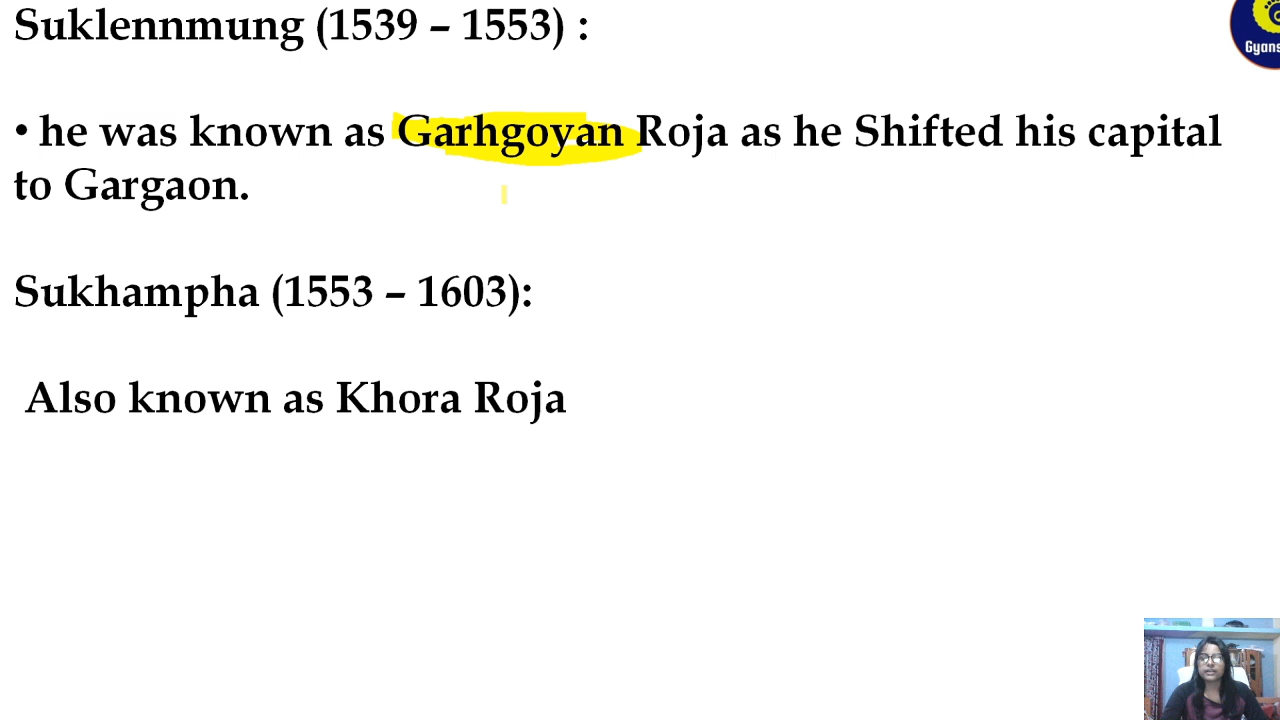 Suklennmung (1539 – 1553) :
• he was known as Garhgoyan Roja as he Shifted his capital
to Gargaon.
Sukhampha (1553 – 1603):
Also known as Khora Roja